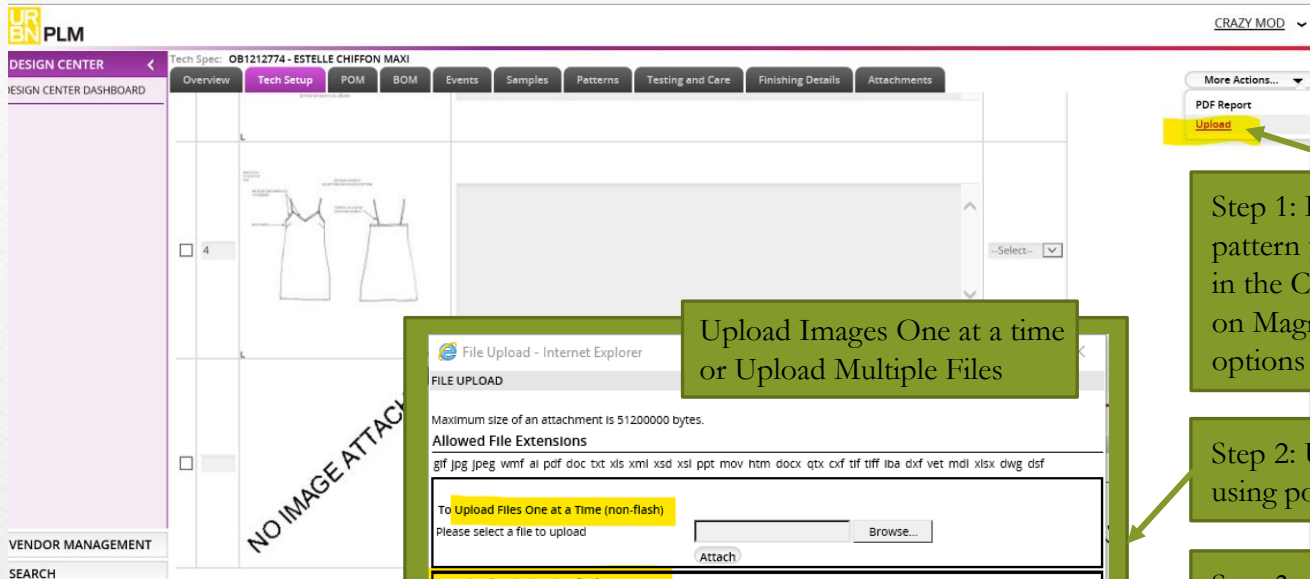 URBN PLM
CRAZY MOD
DESIGN CENTER
DESIGN CENTER DASHBOARD
Tech Spec: OB1212774 - ESTELLE CHIFFON MAXI
Overview Tech Setup POM BOM Events Samples Patterns Testing and Care Finishing Details Attachments
More Actions...
PDF Report
Upload
L
4
--Select--
L
Step 1:
pattern
in the
on
options
Upload Images One at a time
or Upload Multiple Files
File Upload - Internet Explorer
FILE UPLOAD
Maximum size of an attachment is 51200000 bytes.
Allowed File Extensions
gif jpg jpeg wmf ai pdf doc txt xls xml xsd xsl ppt mov htm docx qtx cxf tif tiff iba dxf vet mdl xlsx dwg dsf
To Upload Files One at a Time (non-flash)
Please select a file to upload
Browse...
Attach
NO IMAGE
Step 2:
using
VENDOR MANAGEMENT
SEARCH